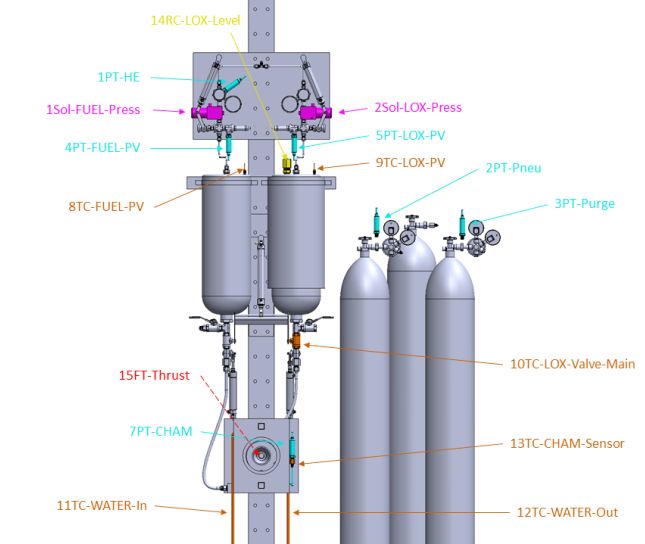 14RC-LOX-Level
1PT-HE
1Sol-FUEL-Press
2Sol-LOX-Press
4PT-FUEL-PV
5PT-LOX-PV
9TC-LOX-PV
2PT-Pneu
8TC-FUEL-PV
3PT-Purge
10TC-LOX-Valve-Main
15FT-Thrust
7PT-CHAM
13TC-CHAM-Sensor
11TC-WATER-In
12TC-WATER-Out